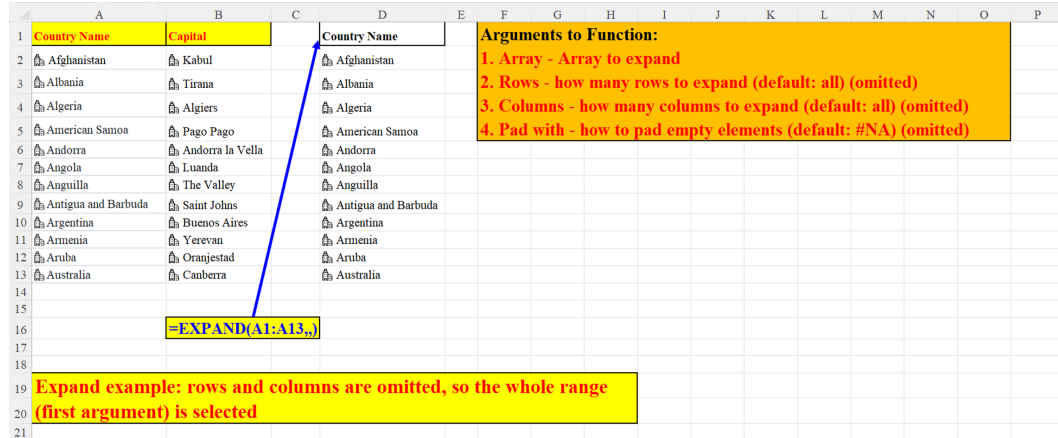 A B C D E F G H I J K L M N O P
1 Country Name Capital Country Name Arguments to Function:
2 Afghanistan Kabul Afghanistan 1. Array - Array to expand
3 Albania Tirana Albania 2. Rows - how many rows to expand (default: all) (omitted)
4 Algeria Algiers Algeria 3. Columns - how many columns to expand (default: all) (omitted)
5 American Samoa Pago Pago American Samoa 4. Pad with - how to pad empty elements (default: #NA) (omitted)
6 Andorra Andorra la Vella Andorra
7 Angola Luanda Angola
8 Anguilla The Valley Anguilla
9 Antigua and Barbuda Saint Johns Antigua and Barbuda
10 Argentina Buenos Aires Argentina
11 Armenia Yerevan Armenia
12 Aruba Oranjestad Aruba
13 Australia Canberra Australia
14
15
16 =EXPAND(A1:A13,,)
17
18
19 Expand example: rows and columns are omitted, so the whole range
20 (first argument) is selected
21